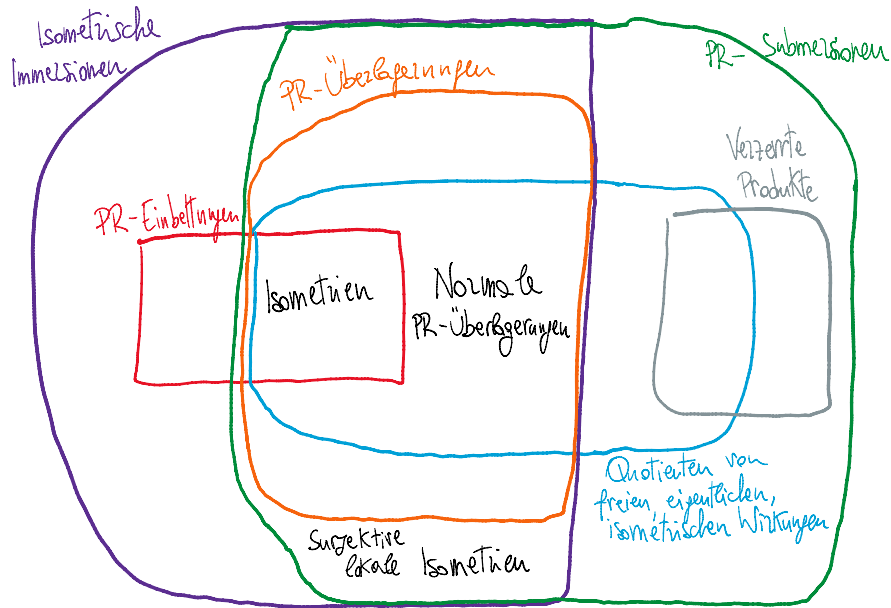 Isometrische
Immersionen
PR-Submersionen
PR-Überlagerungen
Verzerrte
Produkte
PR-Einbettungen
Isometrien
Normale
PR-Überlagerungen
Quotienten von
freien, eigentlichen,
isometrischen Wirkungen
Surjektive
lokale Isometrien